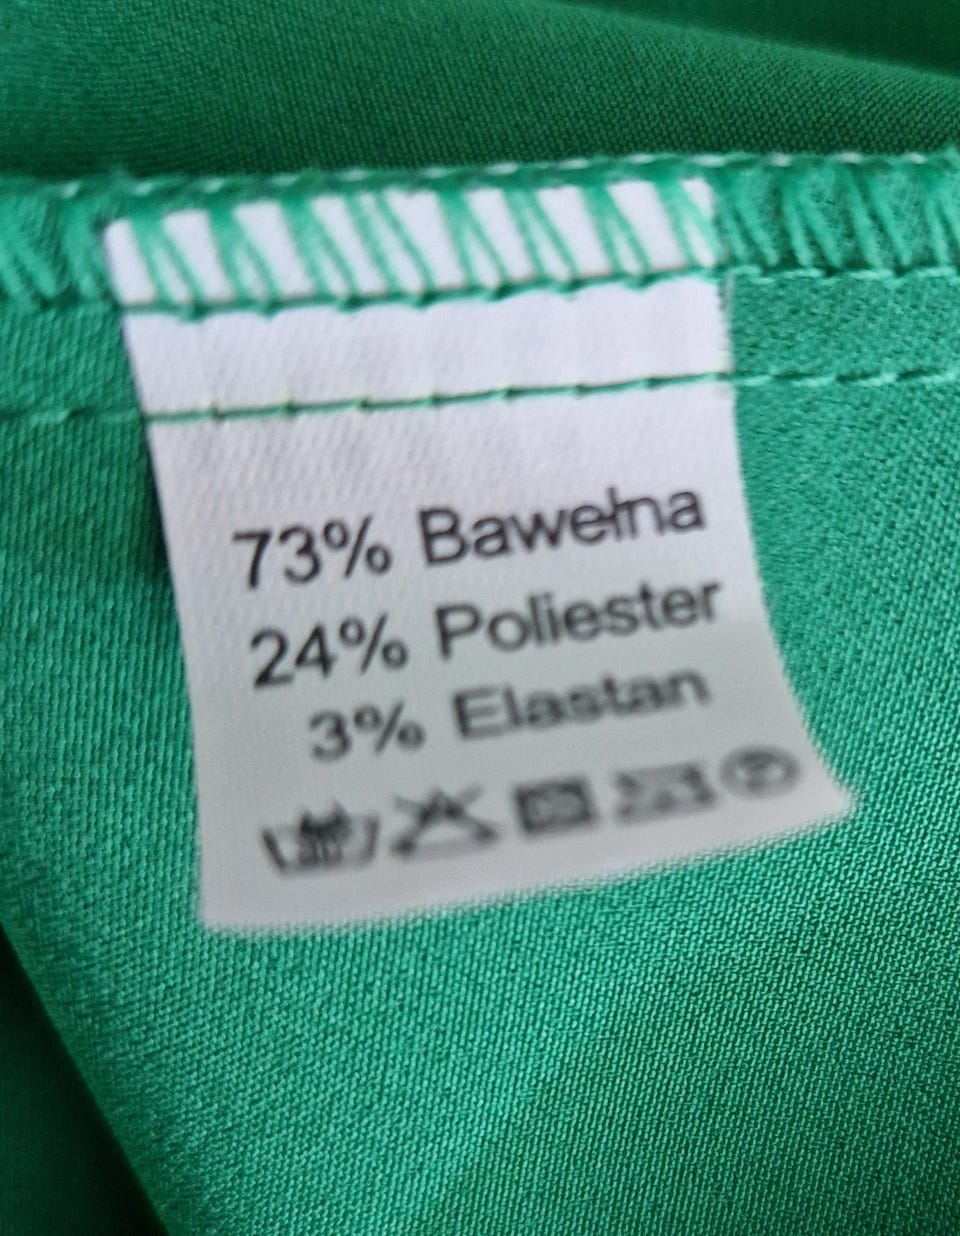 73% Bawełna
24% Poliester
3% Elastan